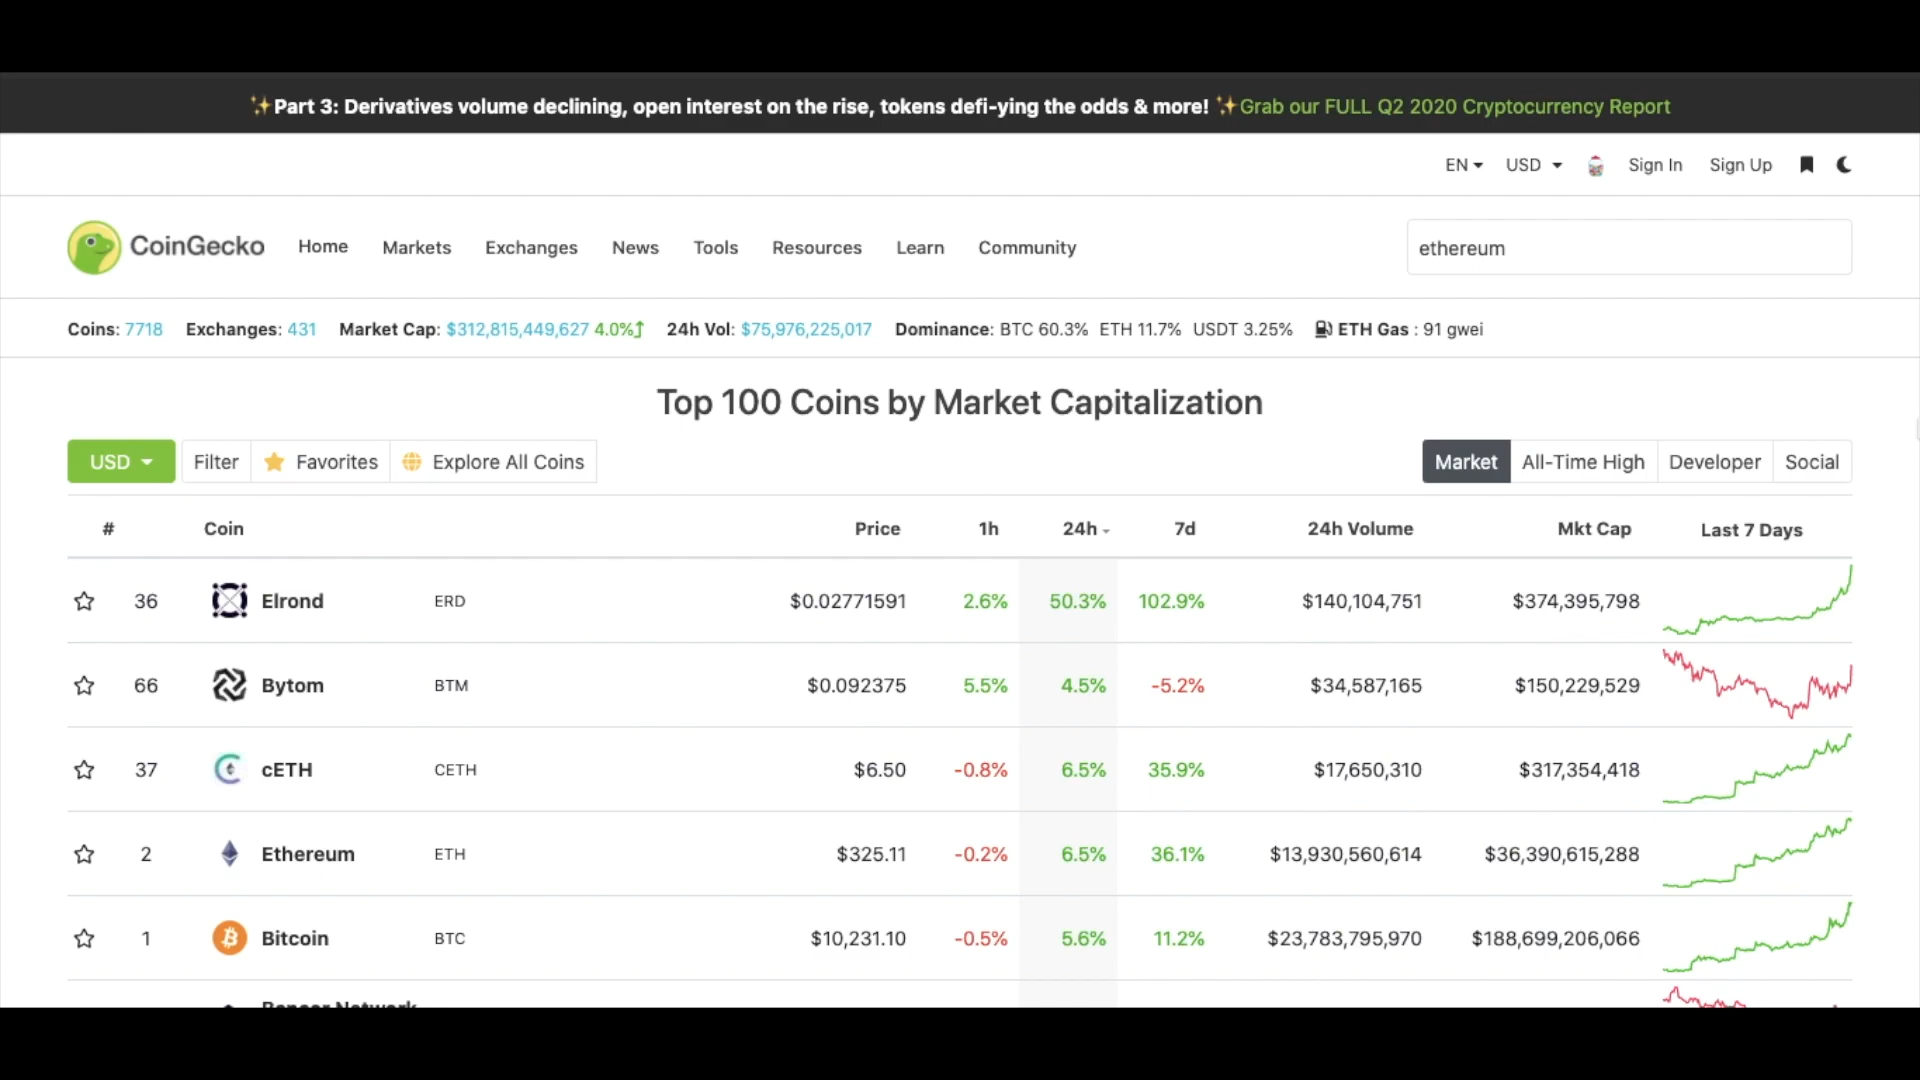 ✨Part 3: Derivatives volume declining, open interest on the rise, tokens defi-ying the odds & more! ✨Grab our FULL Q2 2020 Cryptocurrency Report
EN USD Sign In Sign Up
CoinGecko Home Markets Exchanges News Tools Resources Learn Community ethereum
Coins: 7718 Exchanges: 431 Market Cap: $312,815,449,627 4.0% 24h Vol: $75,976,225,017 Dominance: BTC 60.3% ETH 11.7% USDT 3.25% ETH Gas : 91 gwei
Top 100 Coins by Market Capitalization
USD Filter Favorites Explore All Coins Market All-Time High Developer Social
# Coin Price 1h 24h 7d 24h Volume Mkt Cap Last 7 Days
36 Elrond ERD $0.02771591 2.6% 50.3% 102.9% $140,104,751 $374,395,798
66 Bytom BTM $0.092375 5.5% 4.5% -5.2% $34,587,165 $150,229,529
37 cETH CETH $6.50 -0.8% 6.5% 35.9% $17,650,310 $317,354,418
2 Ethereum ETH $325.11 -0.2% 6.5% 36.1% $13,930,560,614 $36,390,615,288
1 Bitcoin BTC $10,231.10 -0.5% 5.6% 11.2% $23,783,795,970 $188,699,206,066
Bancor Network